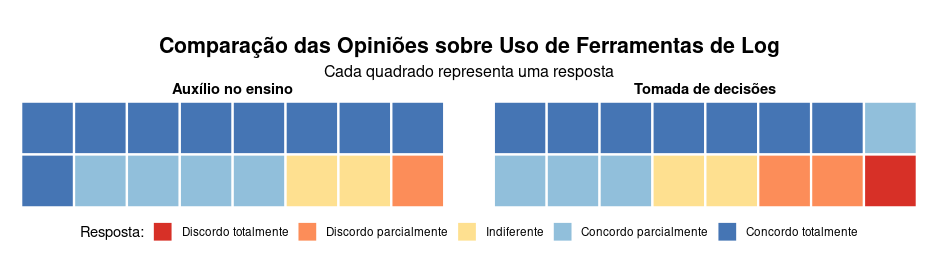 Comparação das Opiniões sobre Uso de Ferramentas de Log
Cada quadrado representa uma resposta
Auxílio no ensino
Tomada de decisões
Resposta: Discordo totalmente Discordo parcialmente Indiferente Concordo parcialmente Concordo totalmente